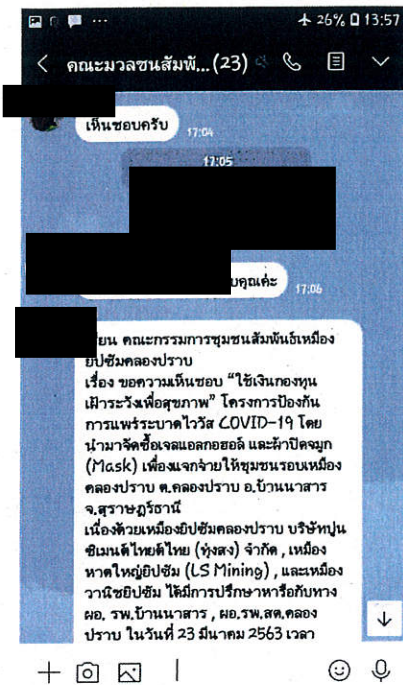 26% 13:57
คณะมวลชนสัมพั... (23)
เห็นชอบครับ
17:04
17:05
บคุณค่ะ
17:06
เรียน คณะกรรมการชุมชนสัมพันธ์เหมือง
ยิปซัมคลองปราบ
เรื่อง ขอความเห็นชอบ “ใช้เงินกองทุน
เฝ้าระวังเพื่อสุขภาพ” โครงการป้องกัน
การแพร่ระบาดไวรัส COVID-19 โดย
นำมาจัดซื้อเจลแอลกอฮอล์ และผ้าปิดจมูก
(Mask) เพื่อแจกจ่ายให้ชุมชนรอบเหมือง
คลองปราบ ต.คลองปราบ อ.บ้านนาสาร
จ.สุราษฎร์ธานี
เนื่องด้วยเหมืองยิปซัมคลองปราบ บริษัทปูน
ซิเมนต์ไทยต์ไทย (ทุ่งสง) จำกัด , เหมือง
หาดใหญ่ยิปซัม (LS Mining) , และเหมือง
วานิชยิปซัม ได้มีการปรึกษาหารือกับทาง
ผอ. รพ.บ้านนาสาร , ผอ.รพ.สต.คลอง
ปราบ ในวันที่ 23 มีนาคม 2563 เวลา